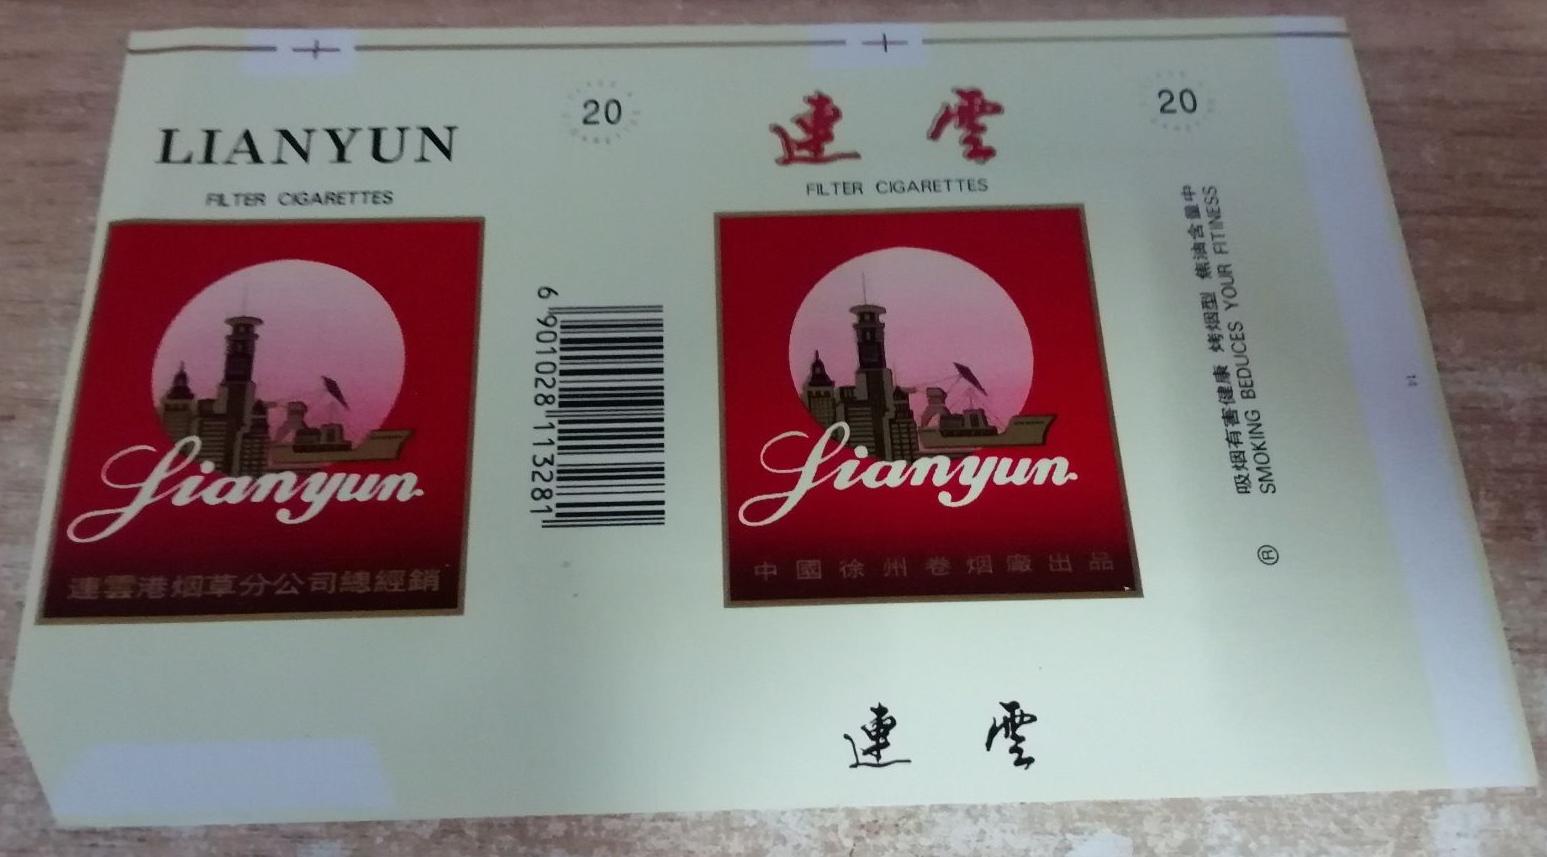 LIANYUN
FILTER CIGARETTES
Lianyun
連雲港烟草分公司總經銷
20
6 901028 113281
連雲
FILTER CIGARETTES
Lianyun
中國徐州卷烟廠出品
連雲
20
吸烟有害健康 烤烟型 焦油含量中
SMOKING BEDUCES YOUR FITINESS
®